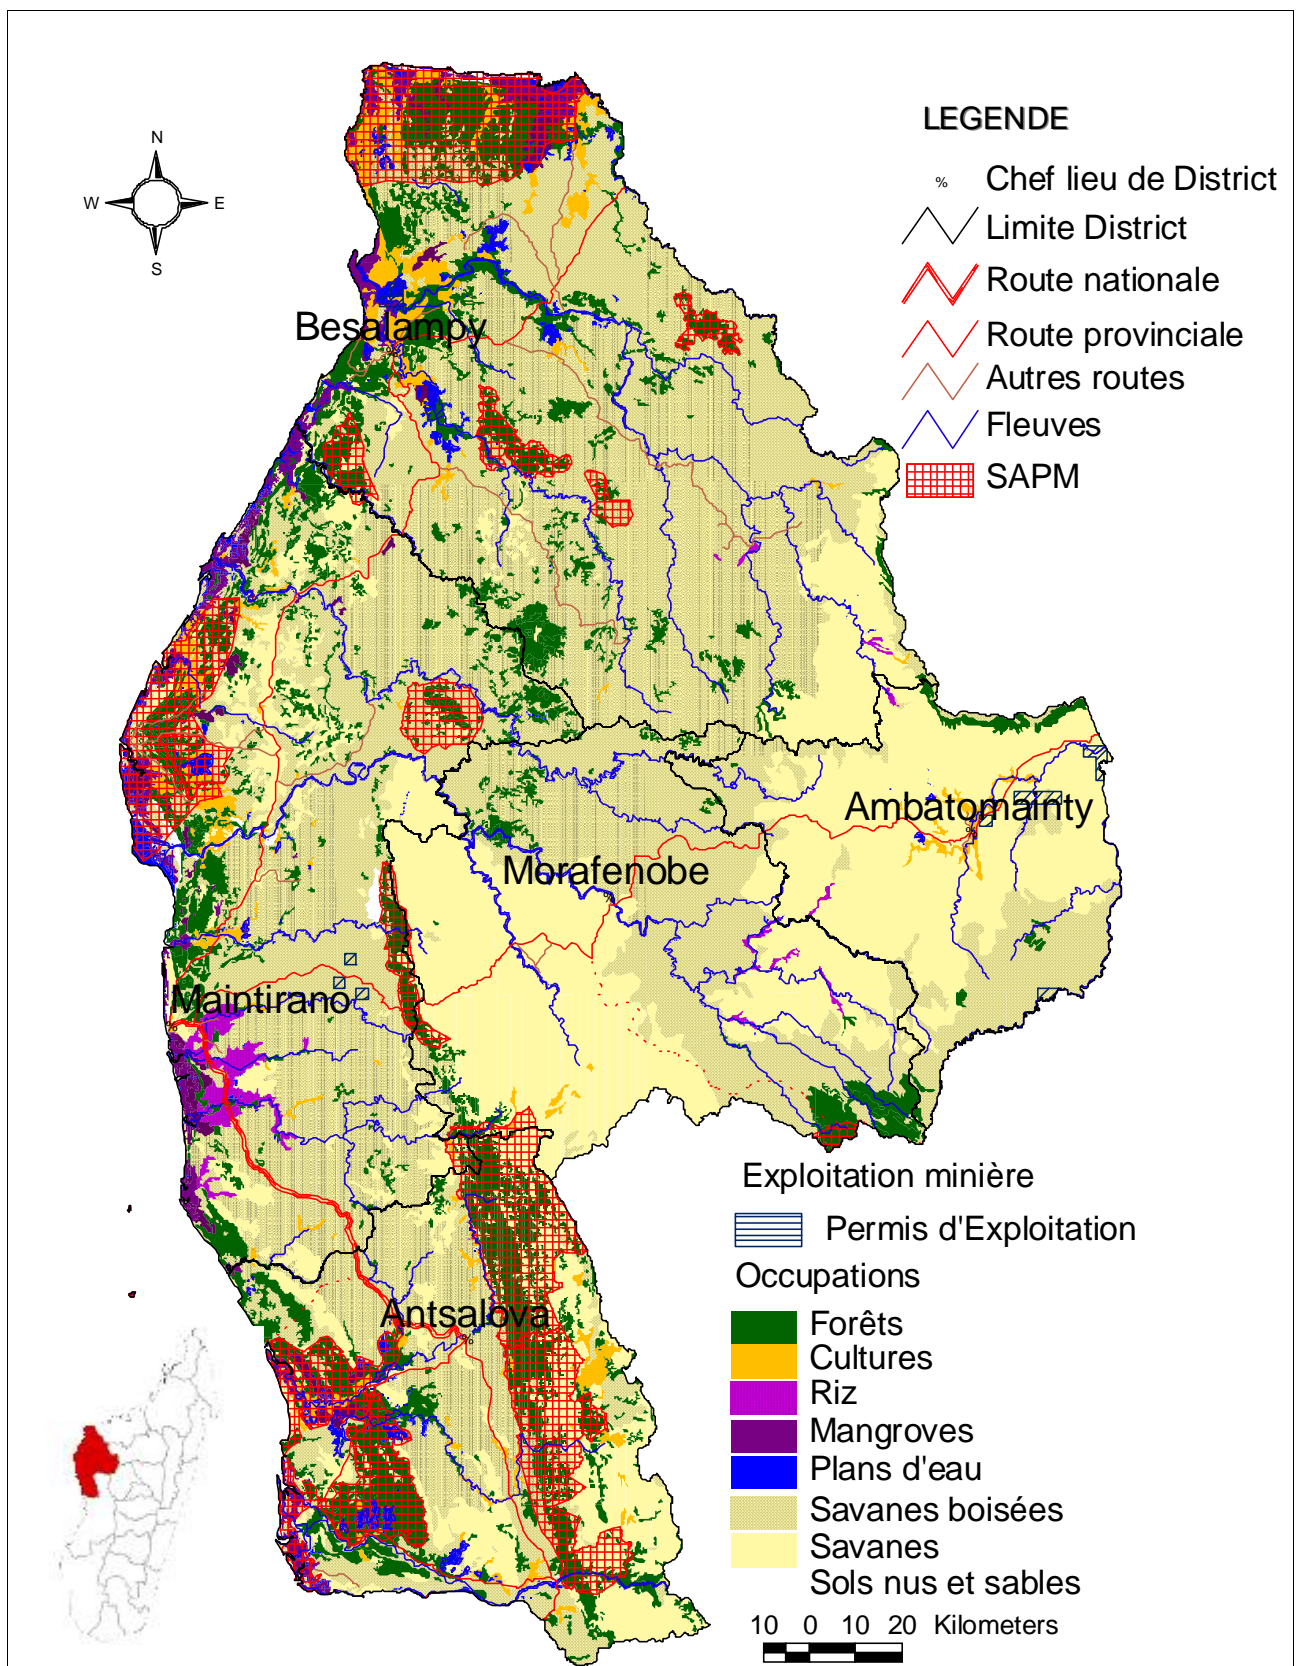 LEGENDE
N
W
E
S
% Chef lieu de District
Limite District
Route nationale
Route provinciale
Autres routes
Fleuves
SAPM
Besalampy
Ambatomainty
Morafenobe
Maintirano
Antsalova
Exploitation minière
Permis d'Exploitation
Occupations
Forêts
Cultures
Riz
Mangroves
Plans d'eau
Savanes boisées
Savanes
Sols nus et sables
10 0 10 20 Kilometers